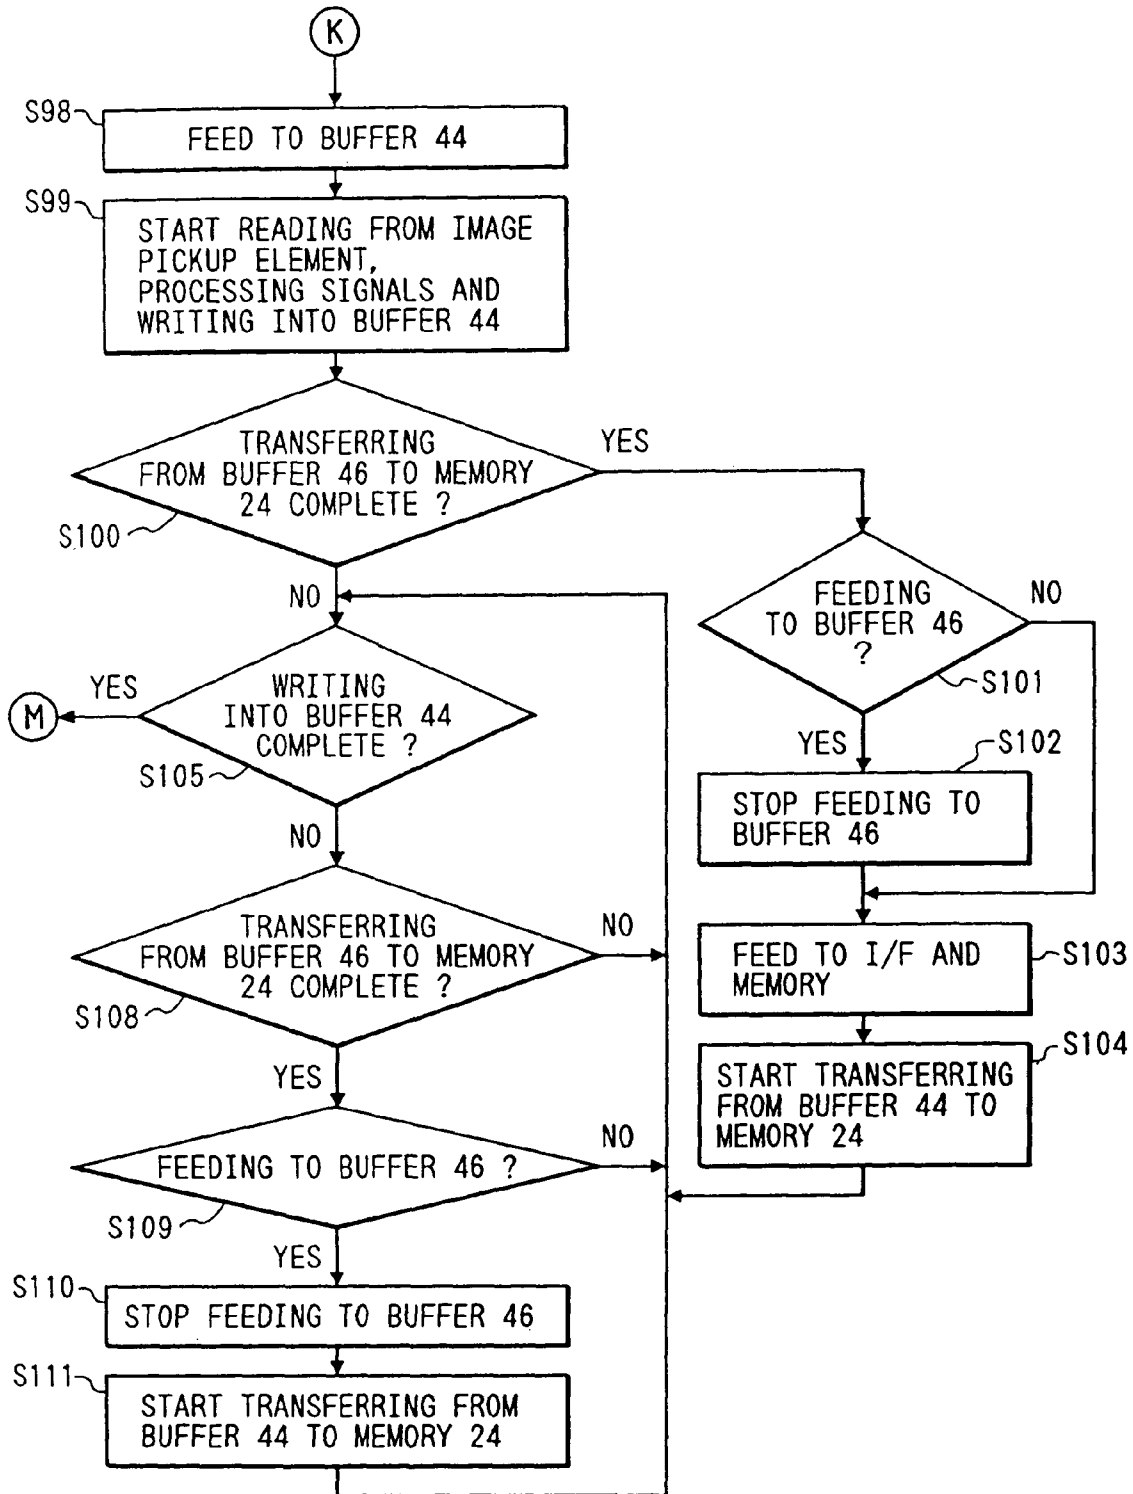 K
S98
FEED TO BUFFER 44
S99
START READING FROM IMAGE
PICKUP ELEMENT,
PROCESSING SIGNALS AND
WRITING INTO BUFFER 44
TRANSFERRING
FROM BUFFER 46 TO MEMORY
24 COMPLETE ?
S100
YES
NO
FEEDING
TO BUFFER 46
?
S101
NO
YES
S102
STOP FEEDING TO
BUFFER 46
FEED TO I/F AND
MEMORY
S103
START TRANSFERRING
FROM BUFFER 44 TO
MEMORY 24
S104
WRITING
INTO BUFFER 44
COMPLETE ?
S105
YES
M
NO
TRANSFERRING
FROM BUFFER 46 TO MEMORY
24 COMPLETE ?
S108
NO
YES
FEEDING TO BUFFER 46 ?
S109
NO
YES
S110
STOP FEEDING TO BUFFER 46
S111
START TRANSFERRING FROM
BUFFER 44 TO MEMORY 24